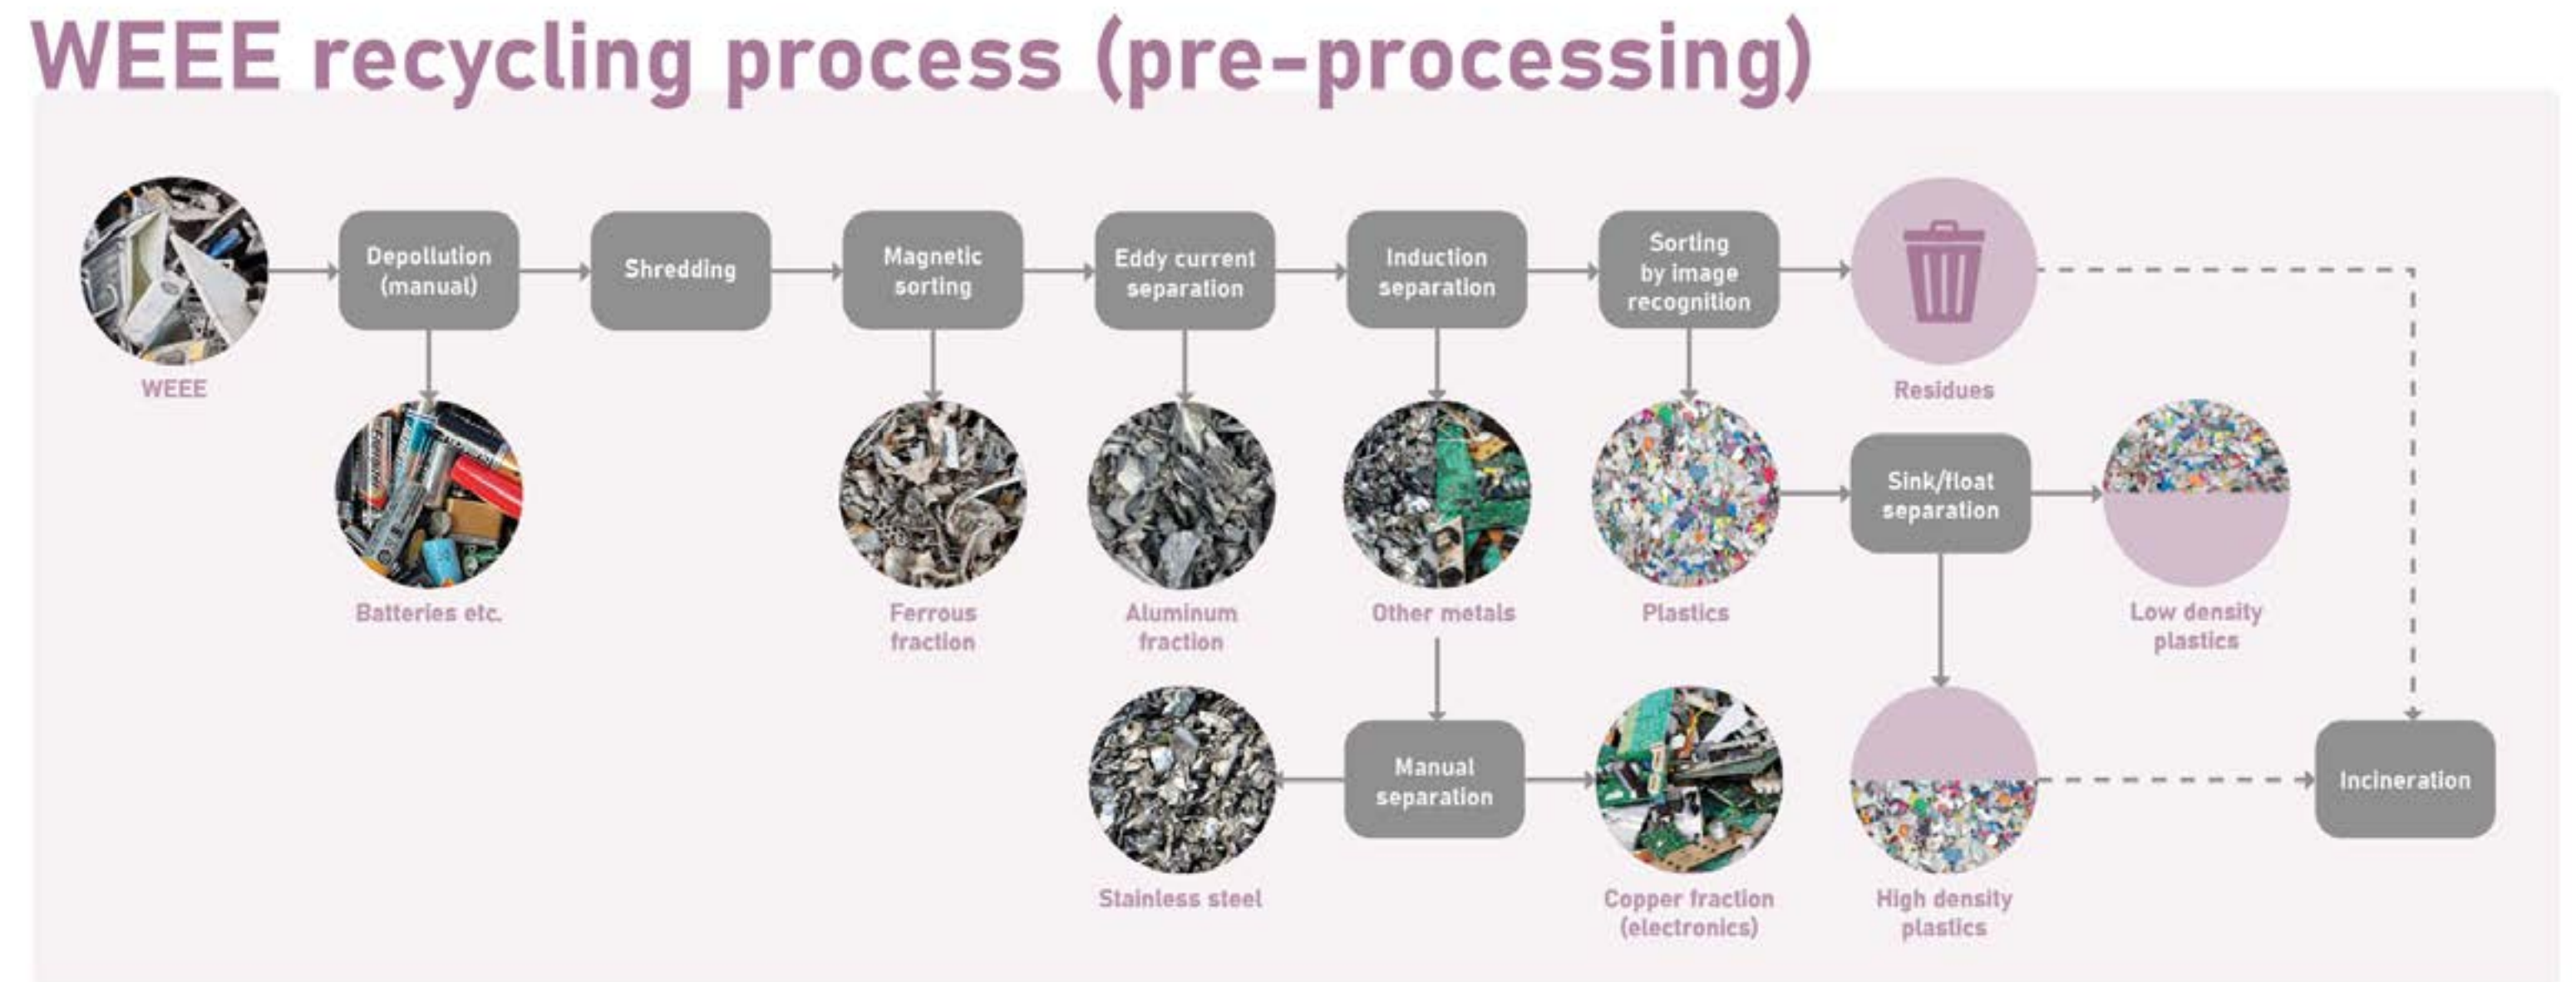 WEEE recycling process (pre-processing)
WEEE
Depollution
(manual)
Shredding
Magnetic
sorting
Eddy current
separation
Induction
separation
Sorting
by image
recognition
Residues
Batteries etc.
Ferrous
fraction
Aluminum
fraction
Other metals
Plastics
Sink/float
separation
Low density
plastics
Stainless steel
Manual
separation
Copper fraction
(electronics)
High density
plastics
Incineration